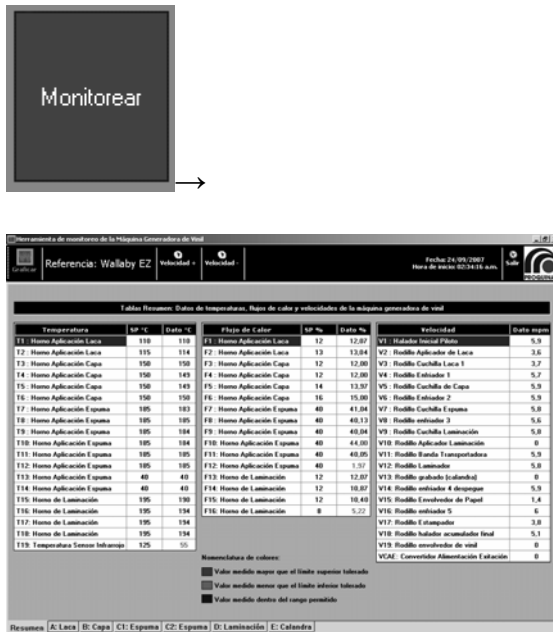 Monitorear
→
Herramienta de monitoreo de la Máquina Generadora de Vinil
Graficar
Referencia: Wallaby EZ
Velocidad +
Velocidad -
Fecha: 24/09/2007
Hora de inicio: 02:34:16 a.m.
Salir
PROQUINAL
Tablas Resumen: Datos de temperaturas, flujos de calor y velocidades de la máquina generadora de vinil
Temperatura SP °C Dato °C
T1 : Horno Aplicación Laca 110 110
T2 : Horno Aplicación Laca 115 114
T3 : Horno Aplicación Capa 150 150
T4 : Horno Aplicación Capa 150 149
T5 : Horno Aplicación Capa 150 149
T6 : Horno Aplicación Capa 150 150
T7 : Horno Aplicación Espuma 185 183
T8 : Horno Aplicación Espuma 185 185
T9 : Horno Aplicación Espuma 185 184
T10: Horno Aplicación Espuma 185 184
T11: Horno Aplicación Espuma 185 185
T12: Horno Aplicación Espuma 185 185
T13: Horno Aplicación Espuma 40 40
T14: Horno Aplicación Espuma 40 40
T15: Horno de Laminación 195 190
T16: Horno de Laminación 195 194
T17: Horno de Laminación 195 194
T18: Horno de Laminación 195 194
T19: Temperatura Sensor Infrarojo 125 55
Flujo de Calor SP % Dato %
F1 : Horno Aplicación Laca 12 12,07
F2 : Horno Aplicación Laca 13 13,04
F3 : Horno Aplicación Capa 12 12,00
F4 : Horno Aplicación Capa 12 12,00
F5 : Horno Aplicación Capa 14 13,97
F6 : Horno Aplicación Capa 16 15,00
F7 : Horno Aplicación Espuma 40 41,04
F8 : Horno Aplicación Espuma 40 40,13
F9 : Horno Aplicación Espuma 40 40,04
F10: Horno Aplicación Espuma 40 44,00
F11: Horno Aplicación Espuma 40 40,05
F12: Horno Aplicación Espuma 40 1,97
F13: Horno de Laminación 12 12,07
F14: Horno de Laminación 12 10,87
F15: Horno de Laminación 12 10,40
F16: Horno de Laminación 8 5,22
Velocidad Dato mpm
V1 : Halador Inicial Piloto 5,9
V2 : Rodillo Aplicador de Laca 3,6
V3 : Rodillo Cuchilla Laca 1 3,7
V4 : Rodillo Enfriador 1 5,7
V5 : Rodillo Cuchilla de Capa 5,9
V6 : Rodillo Enfriador 2 5,9
V7 : Rodillo Cuchilla Espuma 5,8
V8 : Rodillo enfriador 3 5,6
V9 : Rodillo Cuchilla Laminación 5,8
V10: Rodillo Aplicador Laminación 0
V11: Rodillo Banda Transportadora 5,9
V12: Rodillo Laminador 5,8
V13: Rodillo grabado (calandra) 0
V14: Rodillo enfriador 4 despegue 5,9
V15: Rodillo Envolvedor de Papel 1,4
V16: Rodillo enfriador 5 6
V17: Rodillo Estampador 3,8
V18: Rodillo halador acumulador final 5,1
V19: Rodillo envolvedor de vinil 0
VCAE: Convertidor Alimentación Exitación 0
Nomenclatura de colores:
Valor medido mayor que el límite superior tolerado
Valor medido menor que el límite inferior tolerado
Valor medido dentro del rango permitido
Resumen A: Laca B: Capa C1: Espuma C2: Espuma D: Laminación E: Calandra